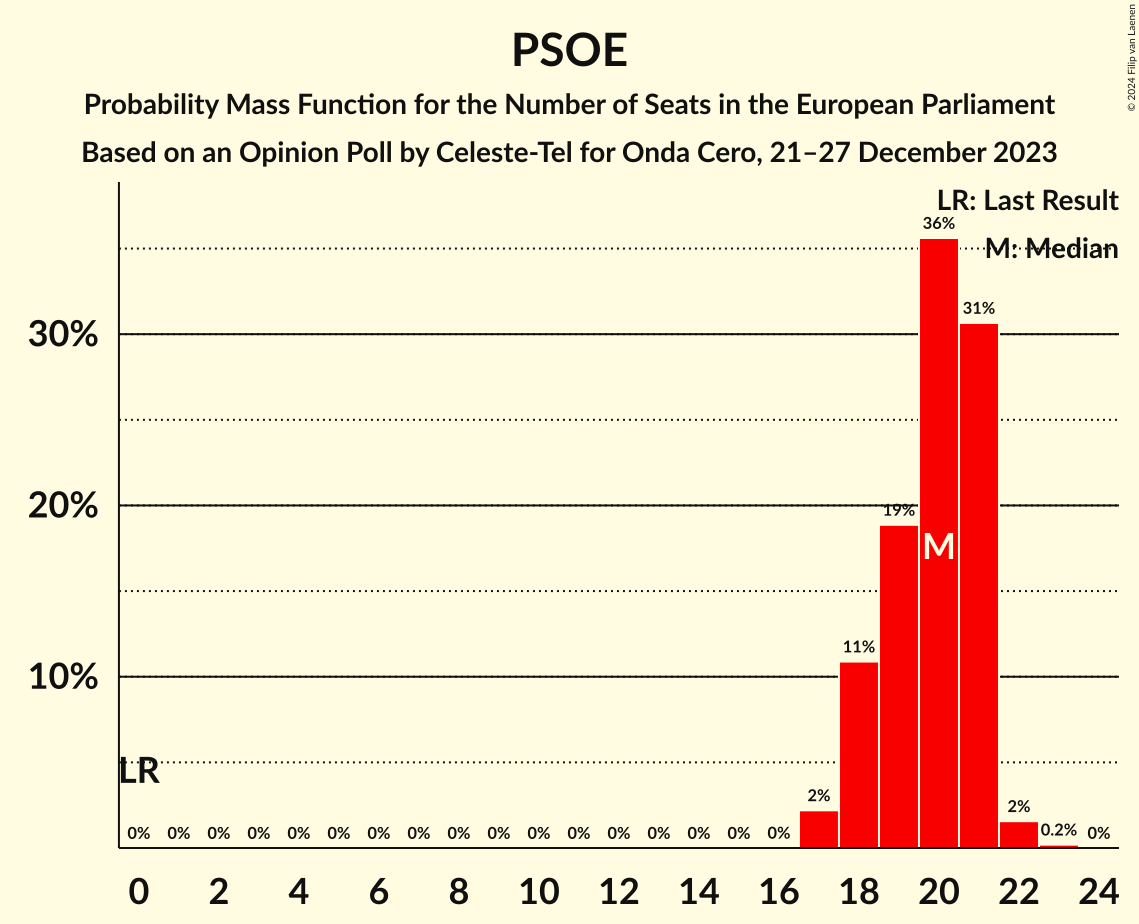 PSOE
Probability Mass Function for the Number of Seats in the European Parliament
Based on an Opinion Poll by Celeste-Tel for Onda Cero, 21–27 December 2023
© 2024 Filip van Laenen
LR: Last Result
M: Median
36%
31%
30%
20%
19%
M
11%
10%
LR
0% 0% 0% 0% 0% 0% 0% 0% 0% 0% 0% 0% 0% 0% 0% 0% 0% 2% 2% 0.2% 0%
0 2 4 6 8 10 12 14 16 18 20 22 24